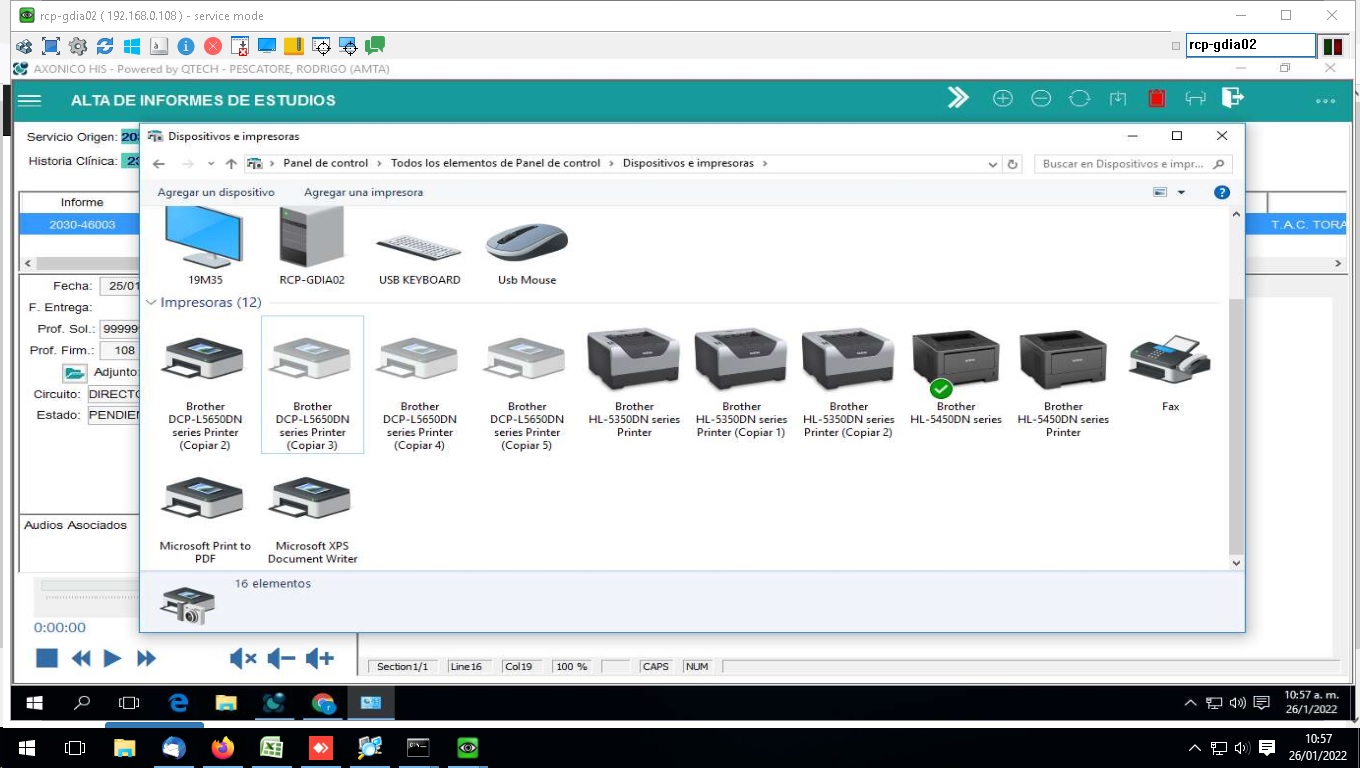 rcp-gdia02 ( 192.168.0.108 ) - service mode
rcp-gdia02
AXONICO HIS - Powered by QTECH - PESCATORE, RODRIGO (AMTA)
ALTA DE INFORMES DE ESTUDIOS
Servicio Origen: 20
Historia Clínica: 23
Dispositivos e impresoras
Panel de control > Todos los elementos de Panel de control > Dispositivos e impresoras >
Buscar en Dispositivos e impr...
Agregar un dispositivo Agregar una impresora
Informe
2030-46003
T.A.C. TORA
19M35
RCP-GDIA02
USB KEYBOARD
Usb Mouse
Impresoras (12)
Fecha: 25/01
F. Entrega:
Prof. Sol.: 99999
Prof. Firm.: 108
Adjunto:
Circuito: DIRECTO
Estado: PENDIEN
Brother
DCP-L5650DN
series Printer
(Copiar 2)
Brother
DCP-L5650DN
series Printer
(Copiar 3)
Brother
DCP-L5650DN
series Printer
(Copiar 4)
Brother
DCP-L5650DN
series Printer
(Copiar 5)
Brother
HL-5350DN series
Printer
Brother
HL-5350DN series
Printer (Copiar 1)
Brother
HL-5350DN series
Printer (Copiar 2)
Brother
HL-5450DN series
Brother
HL-5450DN series
Printer
Fax
Microsoft Print to
PDF
Microsoft XPS
Document Writer
Audios Asociados
16 elementos
0:00:00
Section1/1 Line16 Col19 100 % CAPS NUM
10:57 a. m.
26/1/2022
10:57
26/01/2022